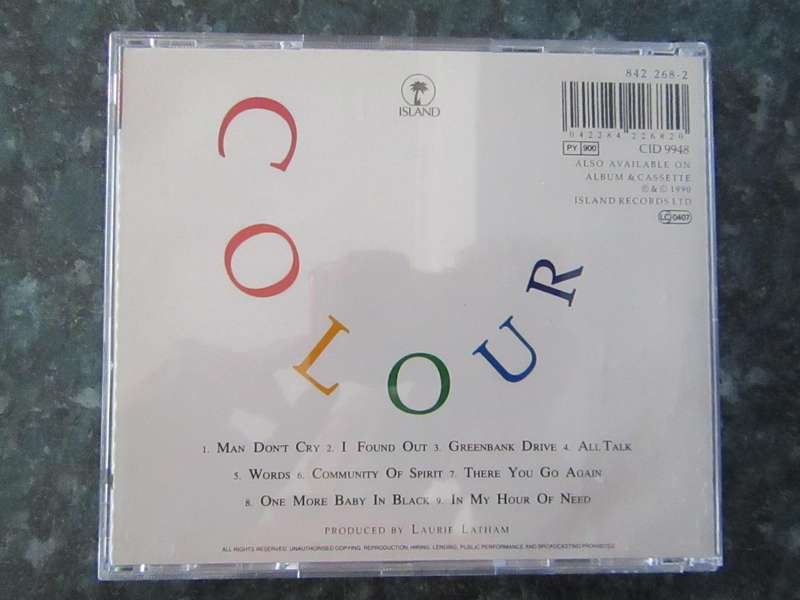 842 268-2
ISLAND
0 42284 226820
PY 900
CID 9948
ALSO AVAILABLE ON
ALBUM & CASSETTE
℗ & © 1990
ISLAND RECORDS LTD
LC 0407
COLOUR
1. MAN DON'T CRY 2. I FOUND OUT 3. GREENBANK DRIVE 4. ALL TALK
5. WORDS 6. COMMUNITY OF SPIRIT 7. THERE YOU GO AGAIN
8. ONE MORE BABY IN BLACK 9. IN MY HOUR OF NEED
PRODUCED BY LAURIE LATHAM
ALL RIGHTS RESERVED. UNAUTHORISED COPYING, REPRODUCTION, HIRING, LENDING, PUBLIC PERFORMANCE AND BROADCASTING PROHIBITED.